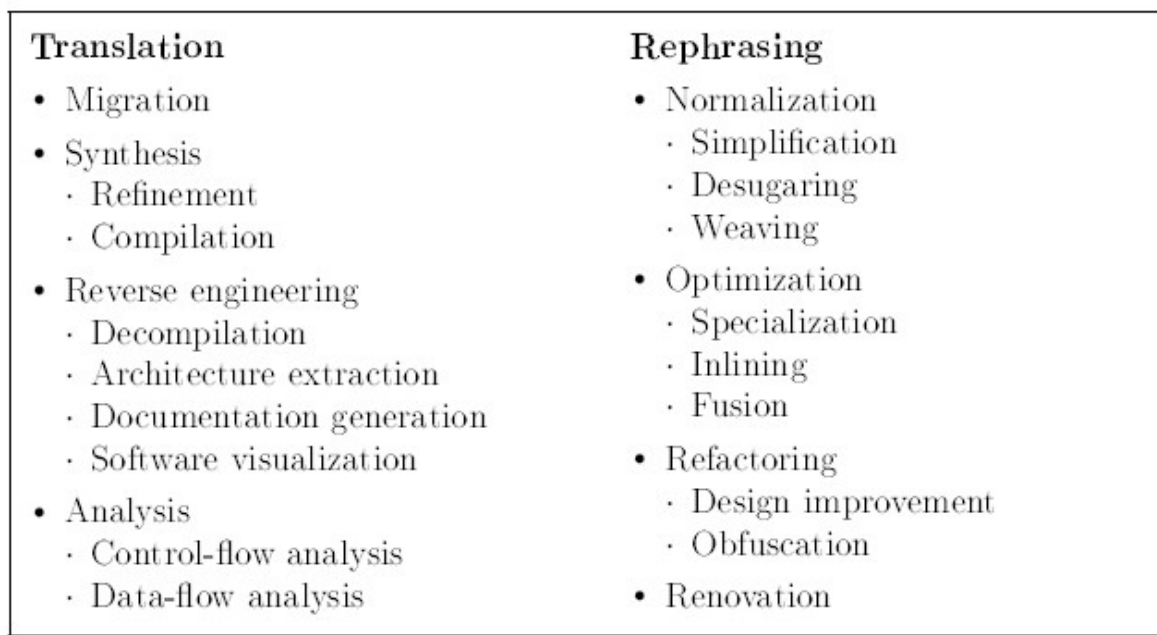 Translation
• Migration
• Synthesis
· Refinement
· Compilation
• Reverse engineering
· Decompilation
· Architecture extraction
· Documentation generation
· Software visualization
• Analysis
· Control-flow analysis
· Data-flow analysis
Rephrasing
• Normalization
· Simplification
· Desugaring
· Weaving
• Optimization
· Specialization
· Inlining
· Fusion
• Refactoring
· Design improvement
· Obfuscation
• Renovation